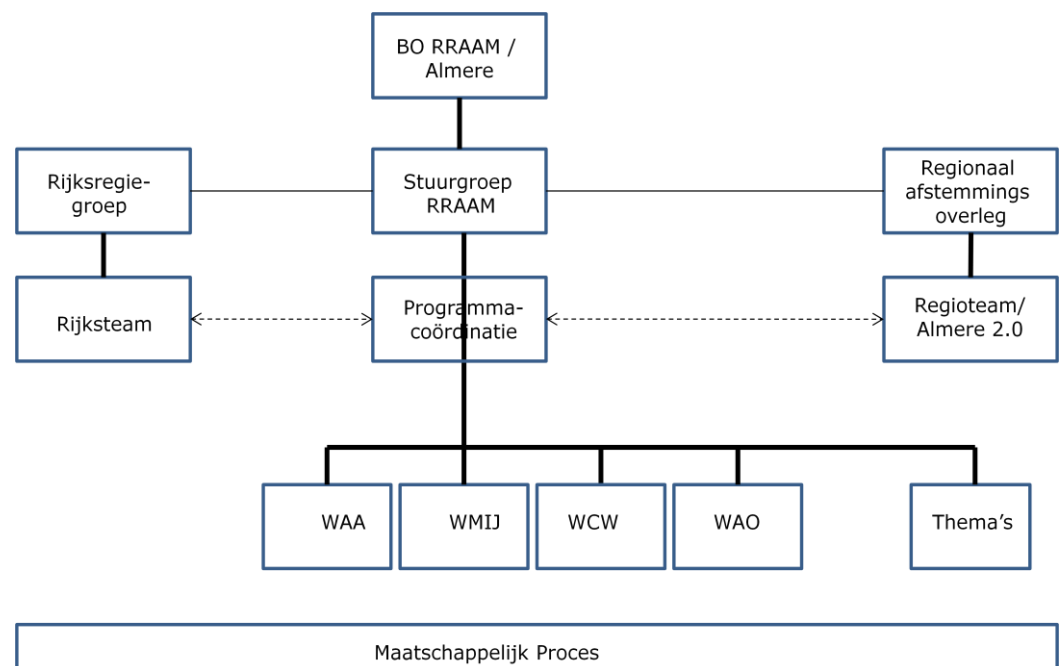 BO RRAAM /
Almere
Rijksregie-
groep
Stuurgroep
RRAAM
Regionaal
afstemmings
overleg
Rijksteam
Programma-
coördinatie
Regioteam/
Almere 2.0
WAA
WMIJ
WCW
WAO
Thema's
Maatschappelijk Proces